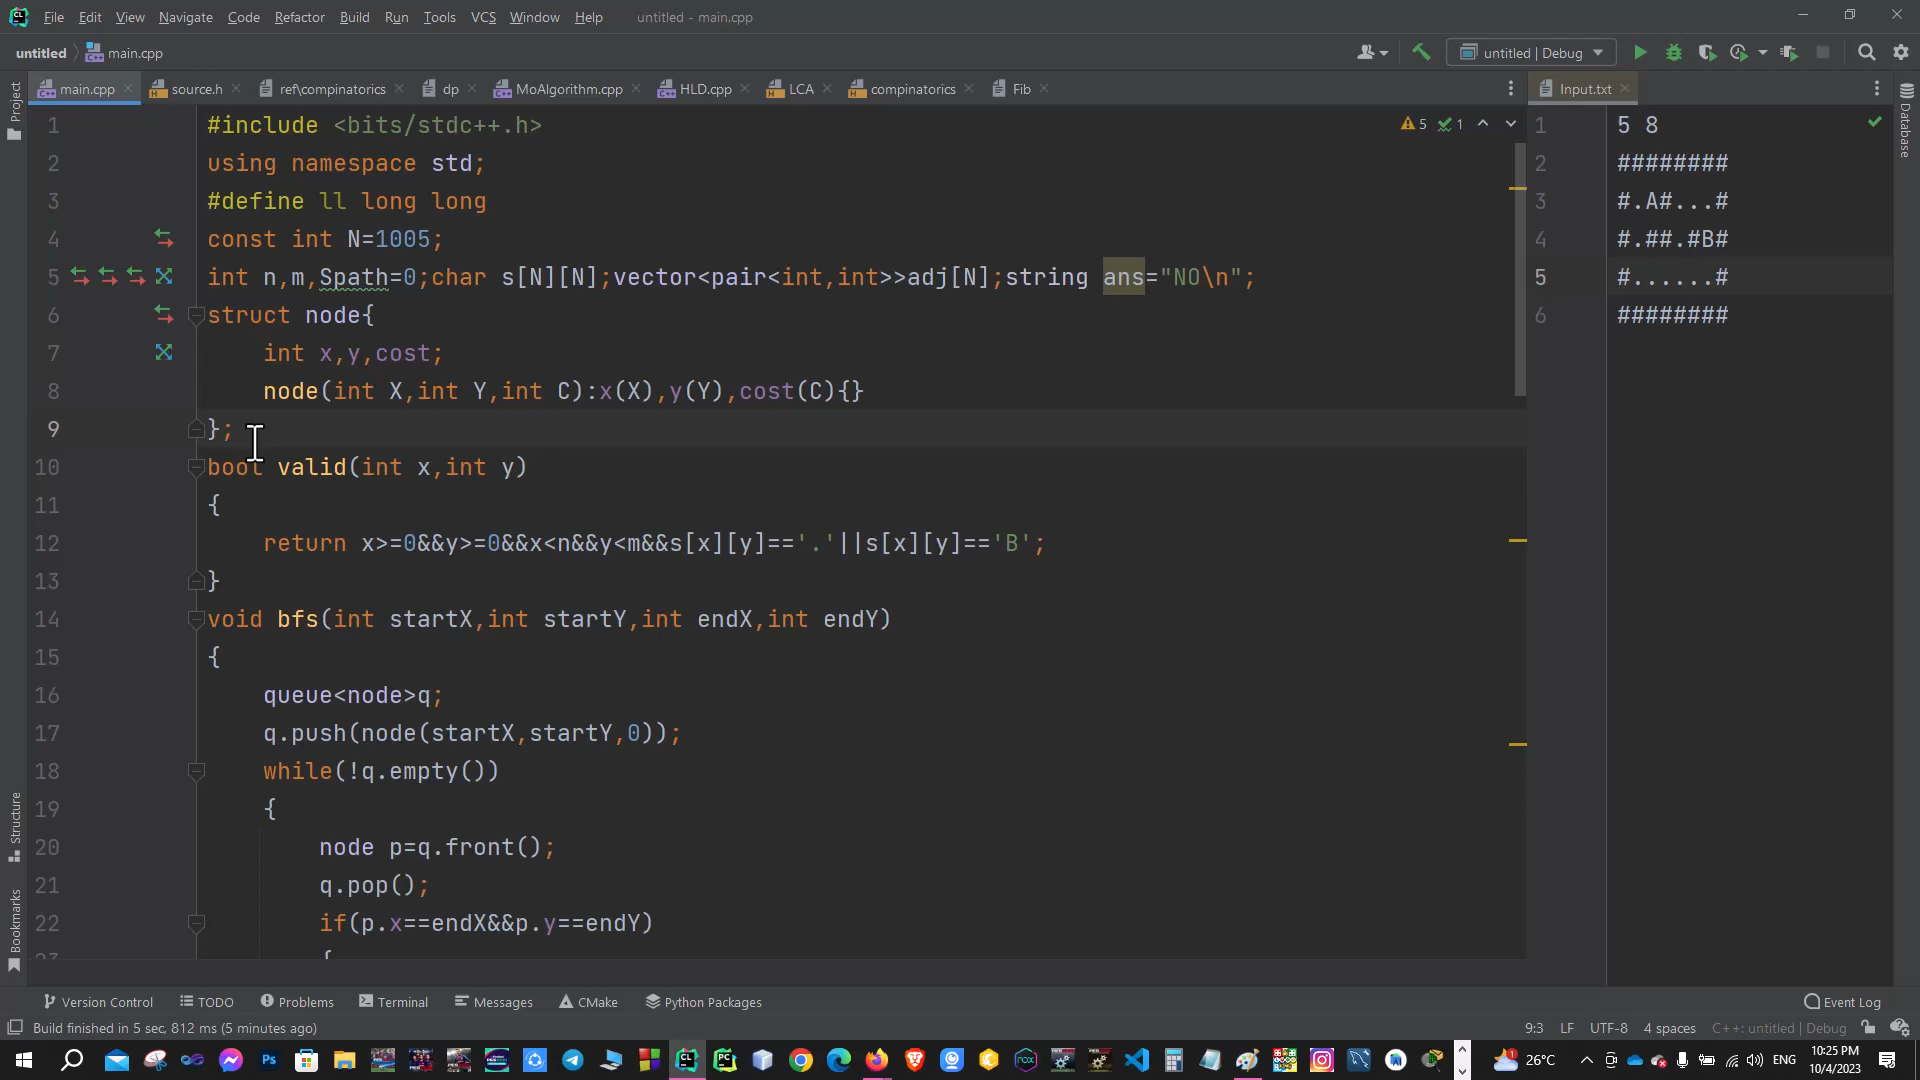 File Edit View Navigate Code Refactor Build Run Tools VCS Window Help untitled - main.cpp
untitled main.cpp untitled | Debug
main.cpp source.h ref\compinatorics dp MoAlgorithm.cpp HLD.cpp LCA compinatorics Fib Input.txt
1 #include <bits/stdc++.h>
2 using namespace std;
3 #define ll long long
4 const int N=1005;
5 int n,m,Spath=0;char s[N][N];vector<pair<int,int>>adj[N];string ans="NO\n";
6 struct node{
7 int x,y,cost;
8 node(int X,int Y,int C):x(X),y(Y),cost(C){}
9 };
10 bool valid(int x,int y)
11 {
12 return x>=0&&y>=0&&x<n&&y<m&&s[x][y]=='.'||s[x][y]=='B';
13 }
14 void bfs(int startX,int startY,int endX,int endY)
15 {
16 queue<node>q;
17 q.push(node(startX,startY,0));
18 while(!q.empty())
19 {
20 node p=q.front();
21 q.pop();
22 if(p.x==endX&&p.y==endY)
23 {
5 1
1 5 8
2 ########
3 #.A#...#
4 #.##.#B#
5 #......#
6 ########
Project
Structure
Bookmarks
Database
Version Control TODO Problems Terminal Messages CMake Python Packages Event Log
Build finished in 5 sec, 812 ms (5 minutes ago) 9:3 LF UTF-8 4 spaces C++: untitled | Debug
26°C ENG 10:25 PM
10/4/2023